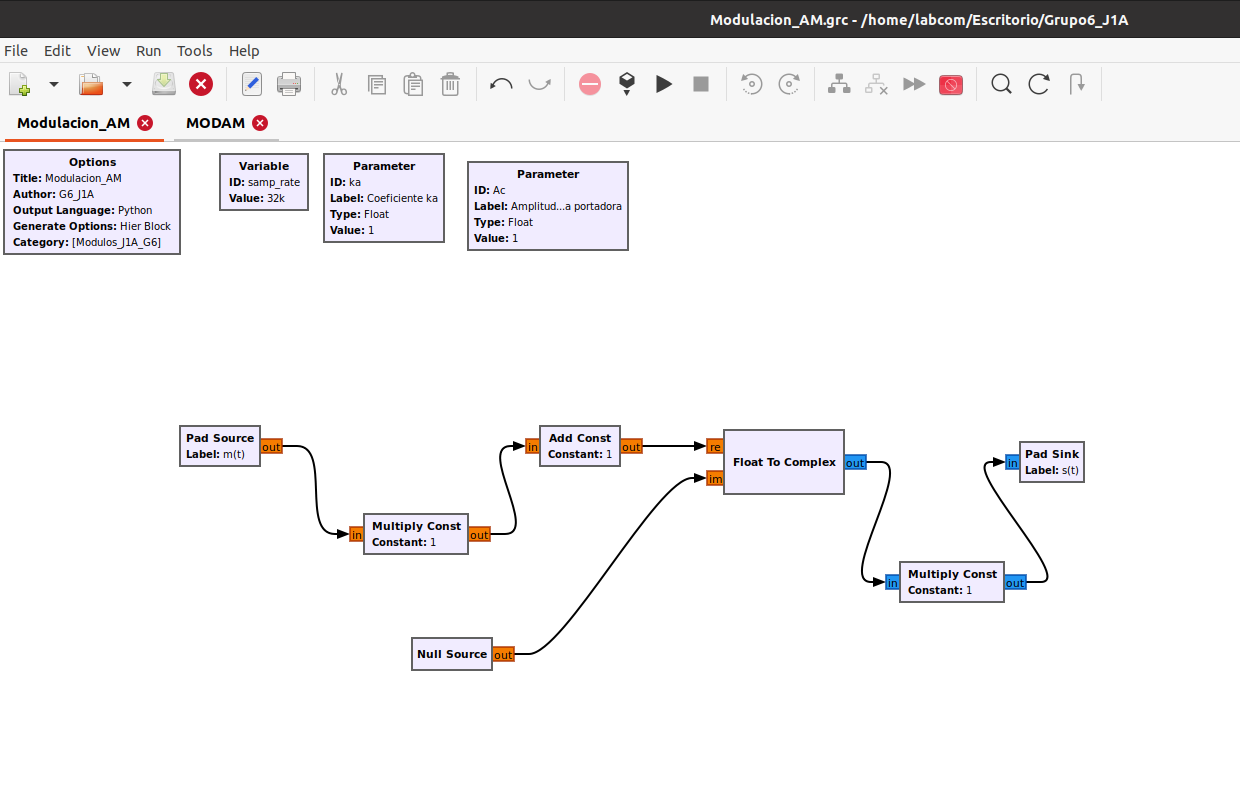 Modulacion_AM.grc - /home/labcom/Escritorio/Grupo6_J1A
File Edit View Run Tools Help
Modulacion_AM MODAM
Options
Title: Modulacion_AM
Author: G6_J1A
Output Language: Python
Generate Options: Hier Block
Category: [Modulos_J1A_G6]
Variable
ID: samp_rate
Value: 32k
Parameter
ID: ka
Label: Coeficiente ka
Type: Float
Value: 1
Parameter
ID: Ac
Label: Amplitud...a portadora
Type: Float
Value: 1
Pad Source
Label: m(t)
out
in
Multiply Const
Constant: 1
out
in
Add Const
Constant: 1
out
Null Source
out
re
im
Float To Complex
out
in
Multiply Const
Constant: 1
out
in
Pad Sink
Label: s(t)